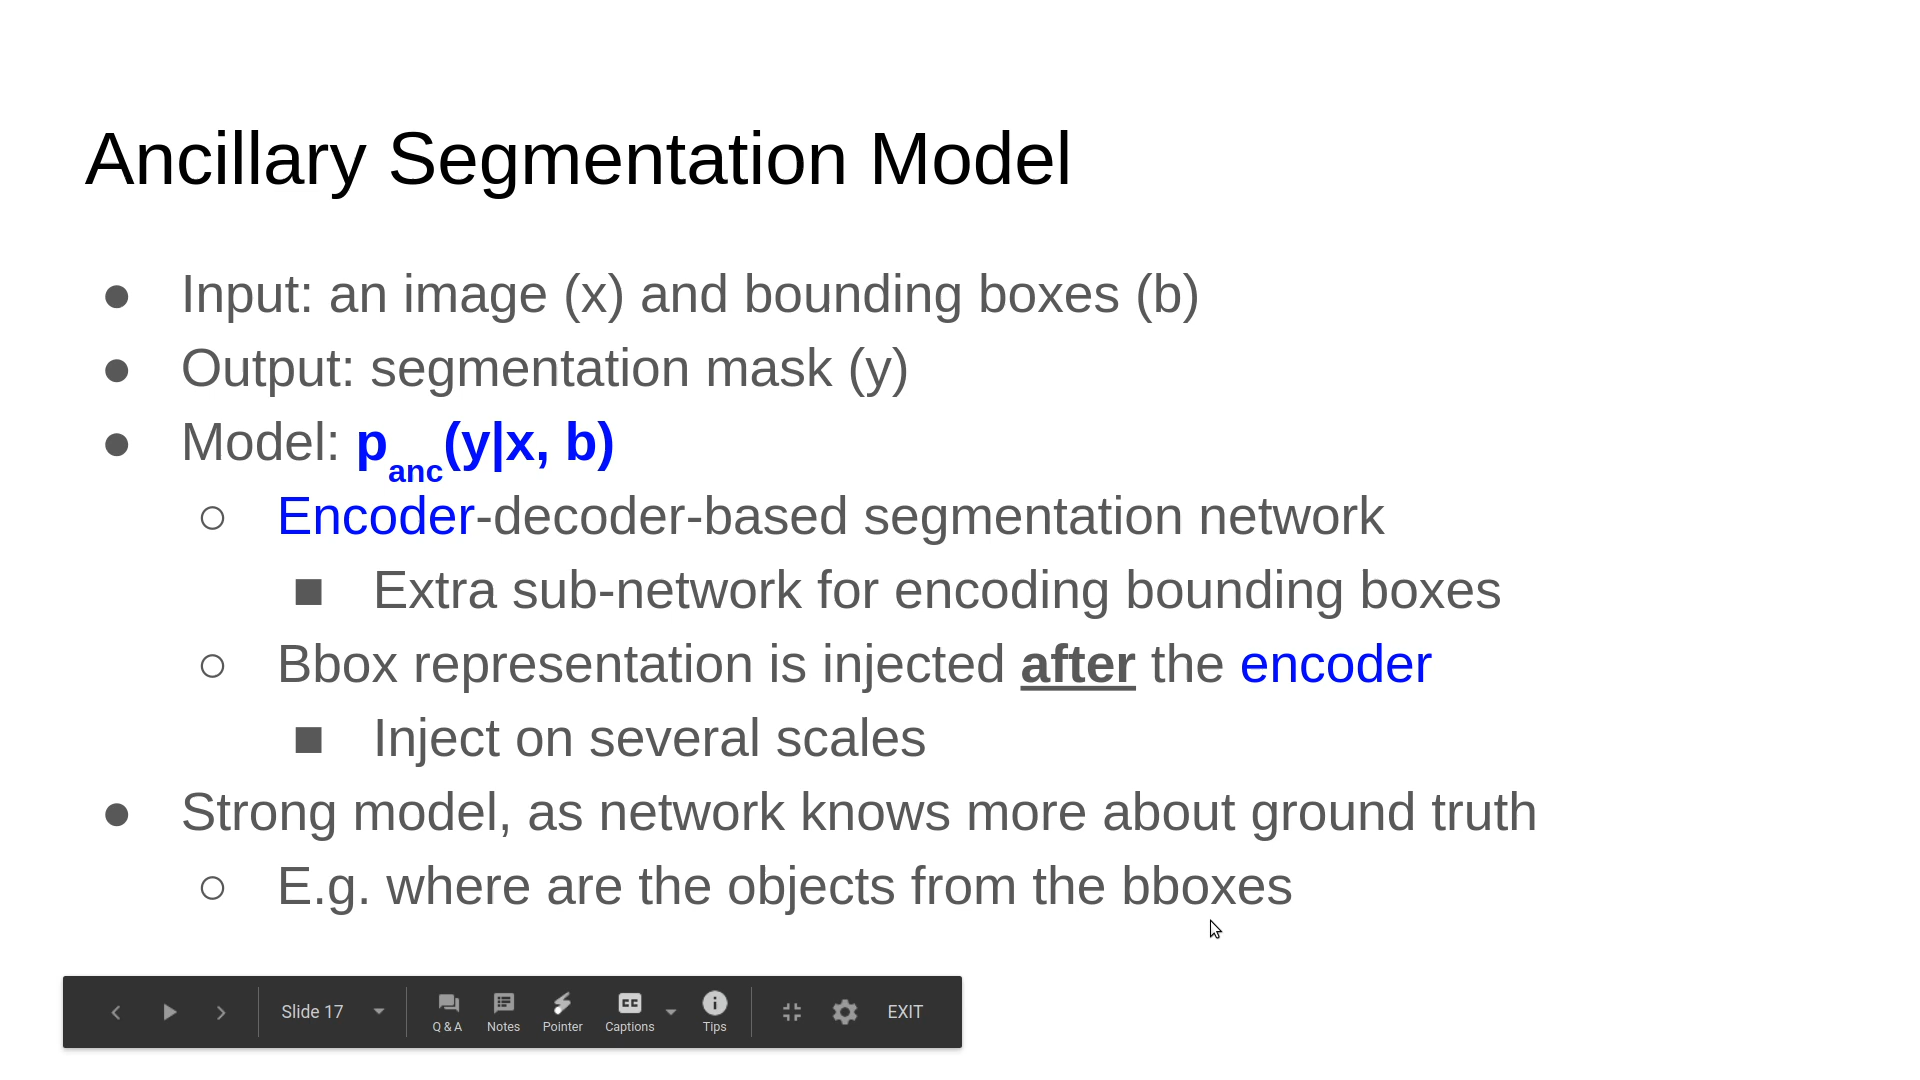 Ancillary Segmentation Model
● Input: an image (x) and bounding boxes (b)
● Output: segmentation mask (y)
● Model: panc(y|x, b)
○ Encoder-decoder-based segmentation network
■ Extra sub-network for encoding bounding boxes
○ Bbox representation is injected after the encoder
■ Inject on several scales
● Strong model, as network knows more about ground truth
○ E.g. where are the objects from the bboxes
Slide 17 Q & A Notes Pointer Captions Tips EXIT